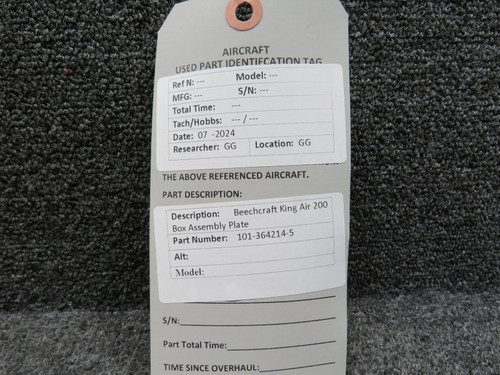 AIRCRAFT
USED PART IDENTIFCATION TAG
Ref N: --- Model: ---
MFG: --- S/N: ---
Total Time: ---
Tach/Hobbs: --- / ---
Date: 07 -2024
Researcher: GG Location: GG
THE ABOVE REFERENCED AIRCRAFT.
PART DESCRIPTION:
Description: Beechcraft King Air 200
Box Assembly Plate
Part Number: 101-364214-5
Alt:
Model:
S/N:
Part Total Time:
TIME SINCE OVERHAUL: